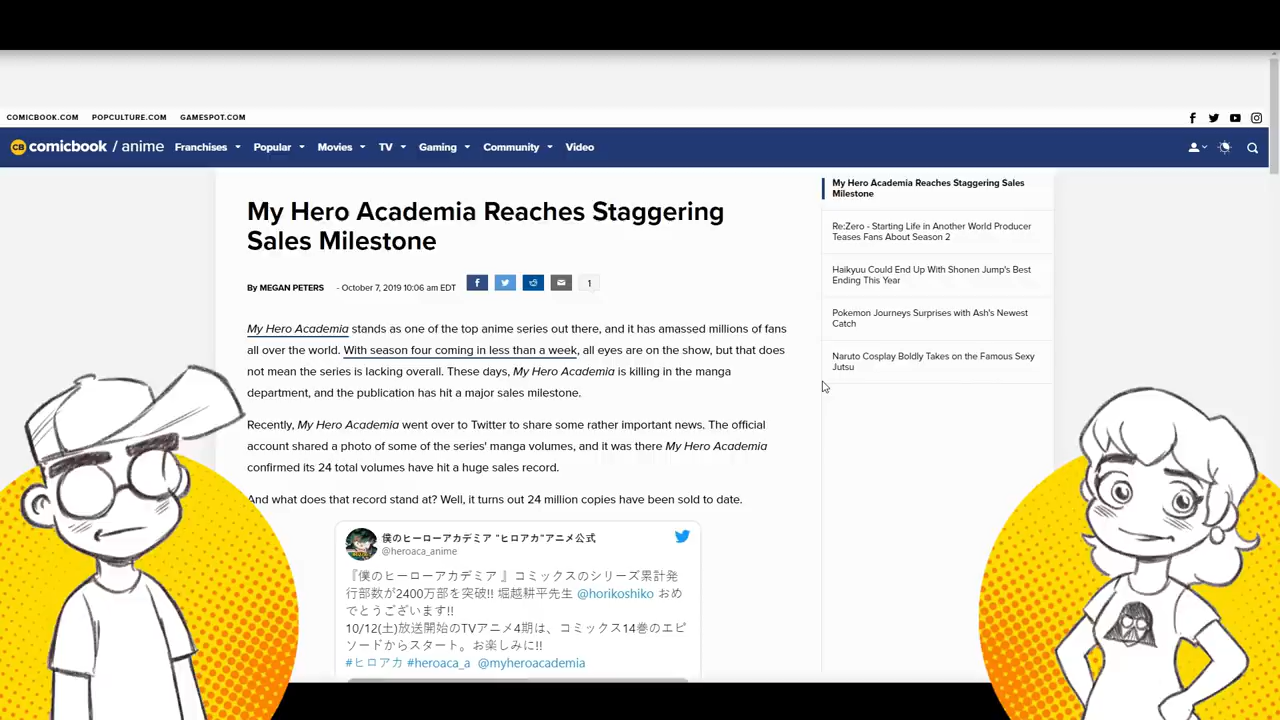 COMICBOOK.COM POPCULTURE.COM GAMESPOT.COM
CB comicbook / anime Franchises Popular Movies TV Gaming Community Video
My Hero Academia Reaches Staggering
Sales Milestone
By MEGAN PETERS - October 7, 2019 10:06 am EDT 1
My Hero Academia stands as one of the top anime series out there, and it has amassed millions of fans
all over the world. With season four coming in less than a week, all eyes are on the show, but that does
not mean the series is lacking overall. These days, My Hero Academia is killing in the manga
department, and the publication has hit a major sales milestone.
Recently, My Hero Academia went over to Twitter to share some rather important news. The official
account shared a photo of some of the series' manga volumes, and it was there My Hero Academia
confirmed its 24 total volumes have hit a huge sales record.
And what does that record stand at? Well, it turns out 24 million copies have been sold to date.
僕のヒーローアカデミア "ヒロアカ"アニメ公式
@heroaca_anime
『僕のヒーローアカデミア 』コミックスのシリーズ累計発
行部数が2400万部を突破!! 堀越耕平先生 @horikoshiko おめ
でとうございます!!
10/12(土)放送開始のTVアニメ4期は、コミックス14巻のエピ
ソードからスタート。お楽しみに!!
#ヒロアカ #heroaca_a @myheroacademia
My Hero Academia Reaches Staggering Sales
Milestone
Re:Zero - Starling Life in Another World Producer
Teases Fans About Season 2
Haikyuu Could End Up With Shonen Jump's Best
Ending This Year
Pokemon Journeys Surprises with Ash's Newest
Catch
Naruto Cosplay Boldly Takes on the Famous Sexy
Jutsu